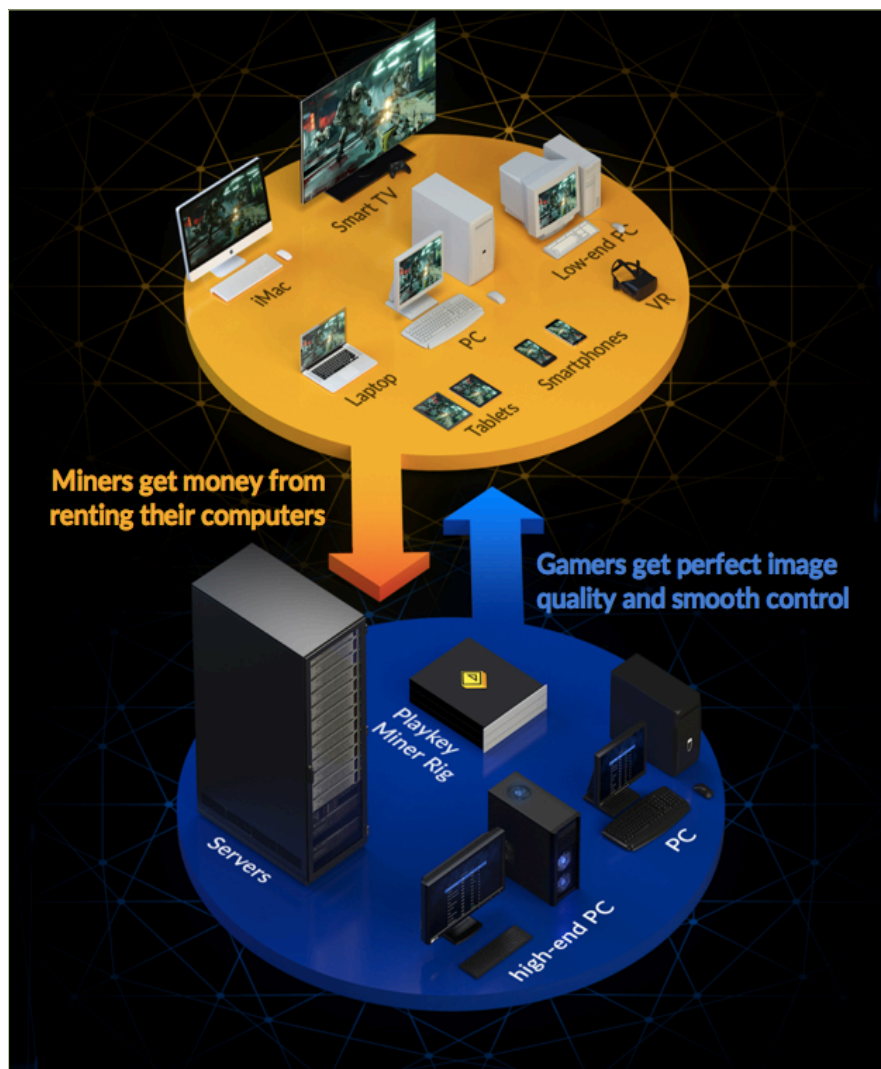 Smart TV
iMac
Low-end PC
VR
PC
Smartphones
Laptop
Tablets
Miners get money from
renting their computers
Gamers get perfect image
quality and smooth control
Playkey
Miner Rig
Servers
PC
high-end PC